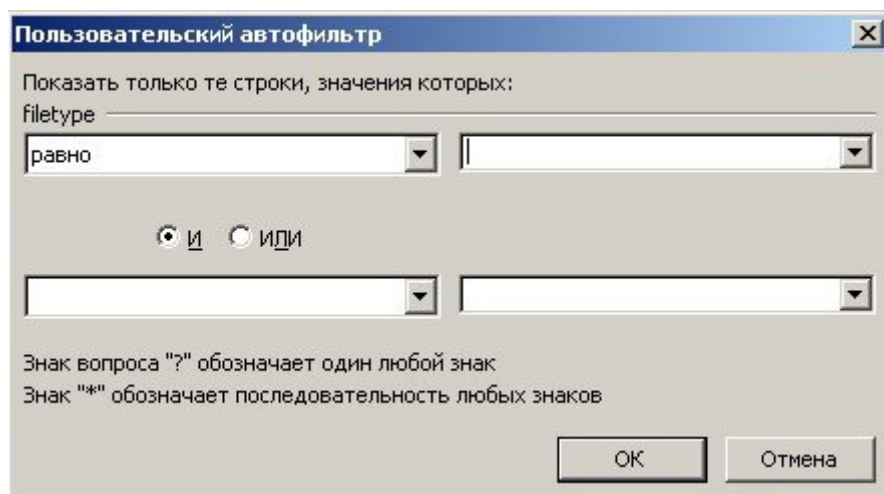 Пользовательский автофильтр
Показать только те строки, значения которых:
filetype
равно
И ИЛИ
Знак вопроса "?" обозначает один любой знак
Знак "*" обозначает последовательность любых знаков
ОК Отмена